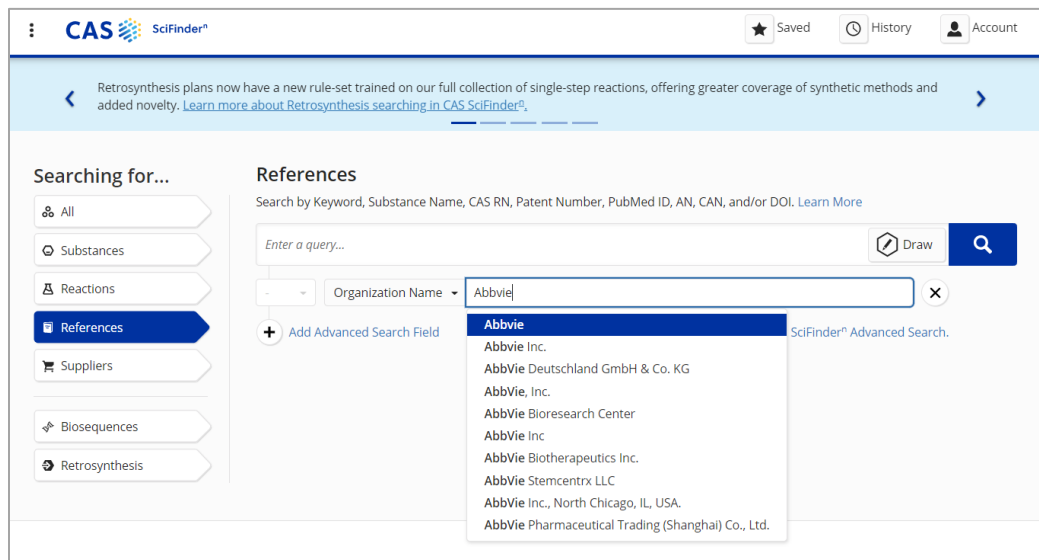 CAS SciFinderⁿ
Saved
History
Account
Retrosynthesis plans now have a new rule-set trained on our full collection of single-step reactions, offering greater coverage of synthetic methods and
added novelty. Learn more about Retrosynthesis searching in CAS SciFinderⁿ.
Searching for...
All
Substances
Reactions
References
Suppliers
Biosequences
Retrosynthesis
References
Search by Keyword, Substance Name, CAS RN, Patent Number, PubMed ID, AN, CAN, and/or DOI. Learn More
Enter a query...
Draw
- Organization Name Abbvie
Add Advanced Search Field
SciFinderⁿ Advanced Search.
Abbvie
Abbvie Inc.
AbbVie Deutschland GmbH & Co. KG
AbbVie, Inc.
AbbVie Bioresearch Center
AbbVie Inc
AbbVie Biotherapeutics Inc.
AbbVie Stemcentrx LLC
AbbVie Inc., North Chicago, IL, USA.
AbbVie Pharmaceutical Trading (Shanghai) Co., Ltd.